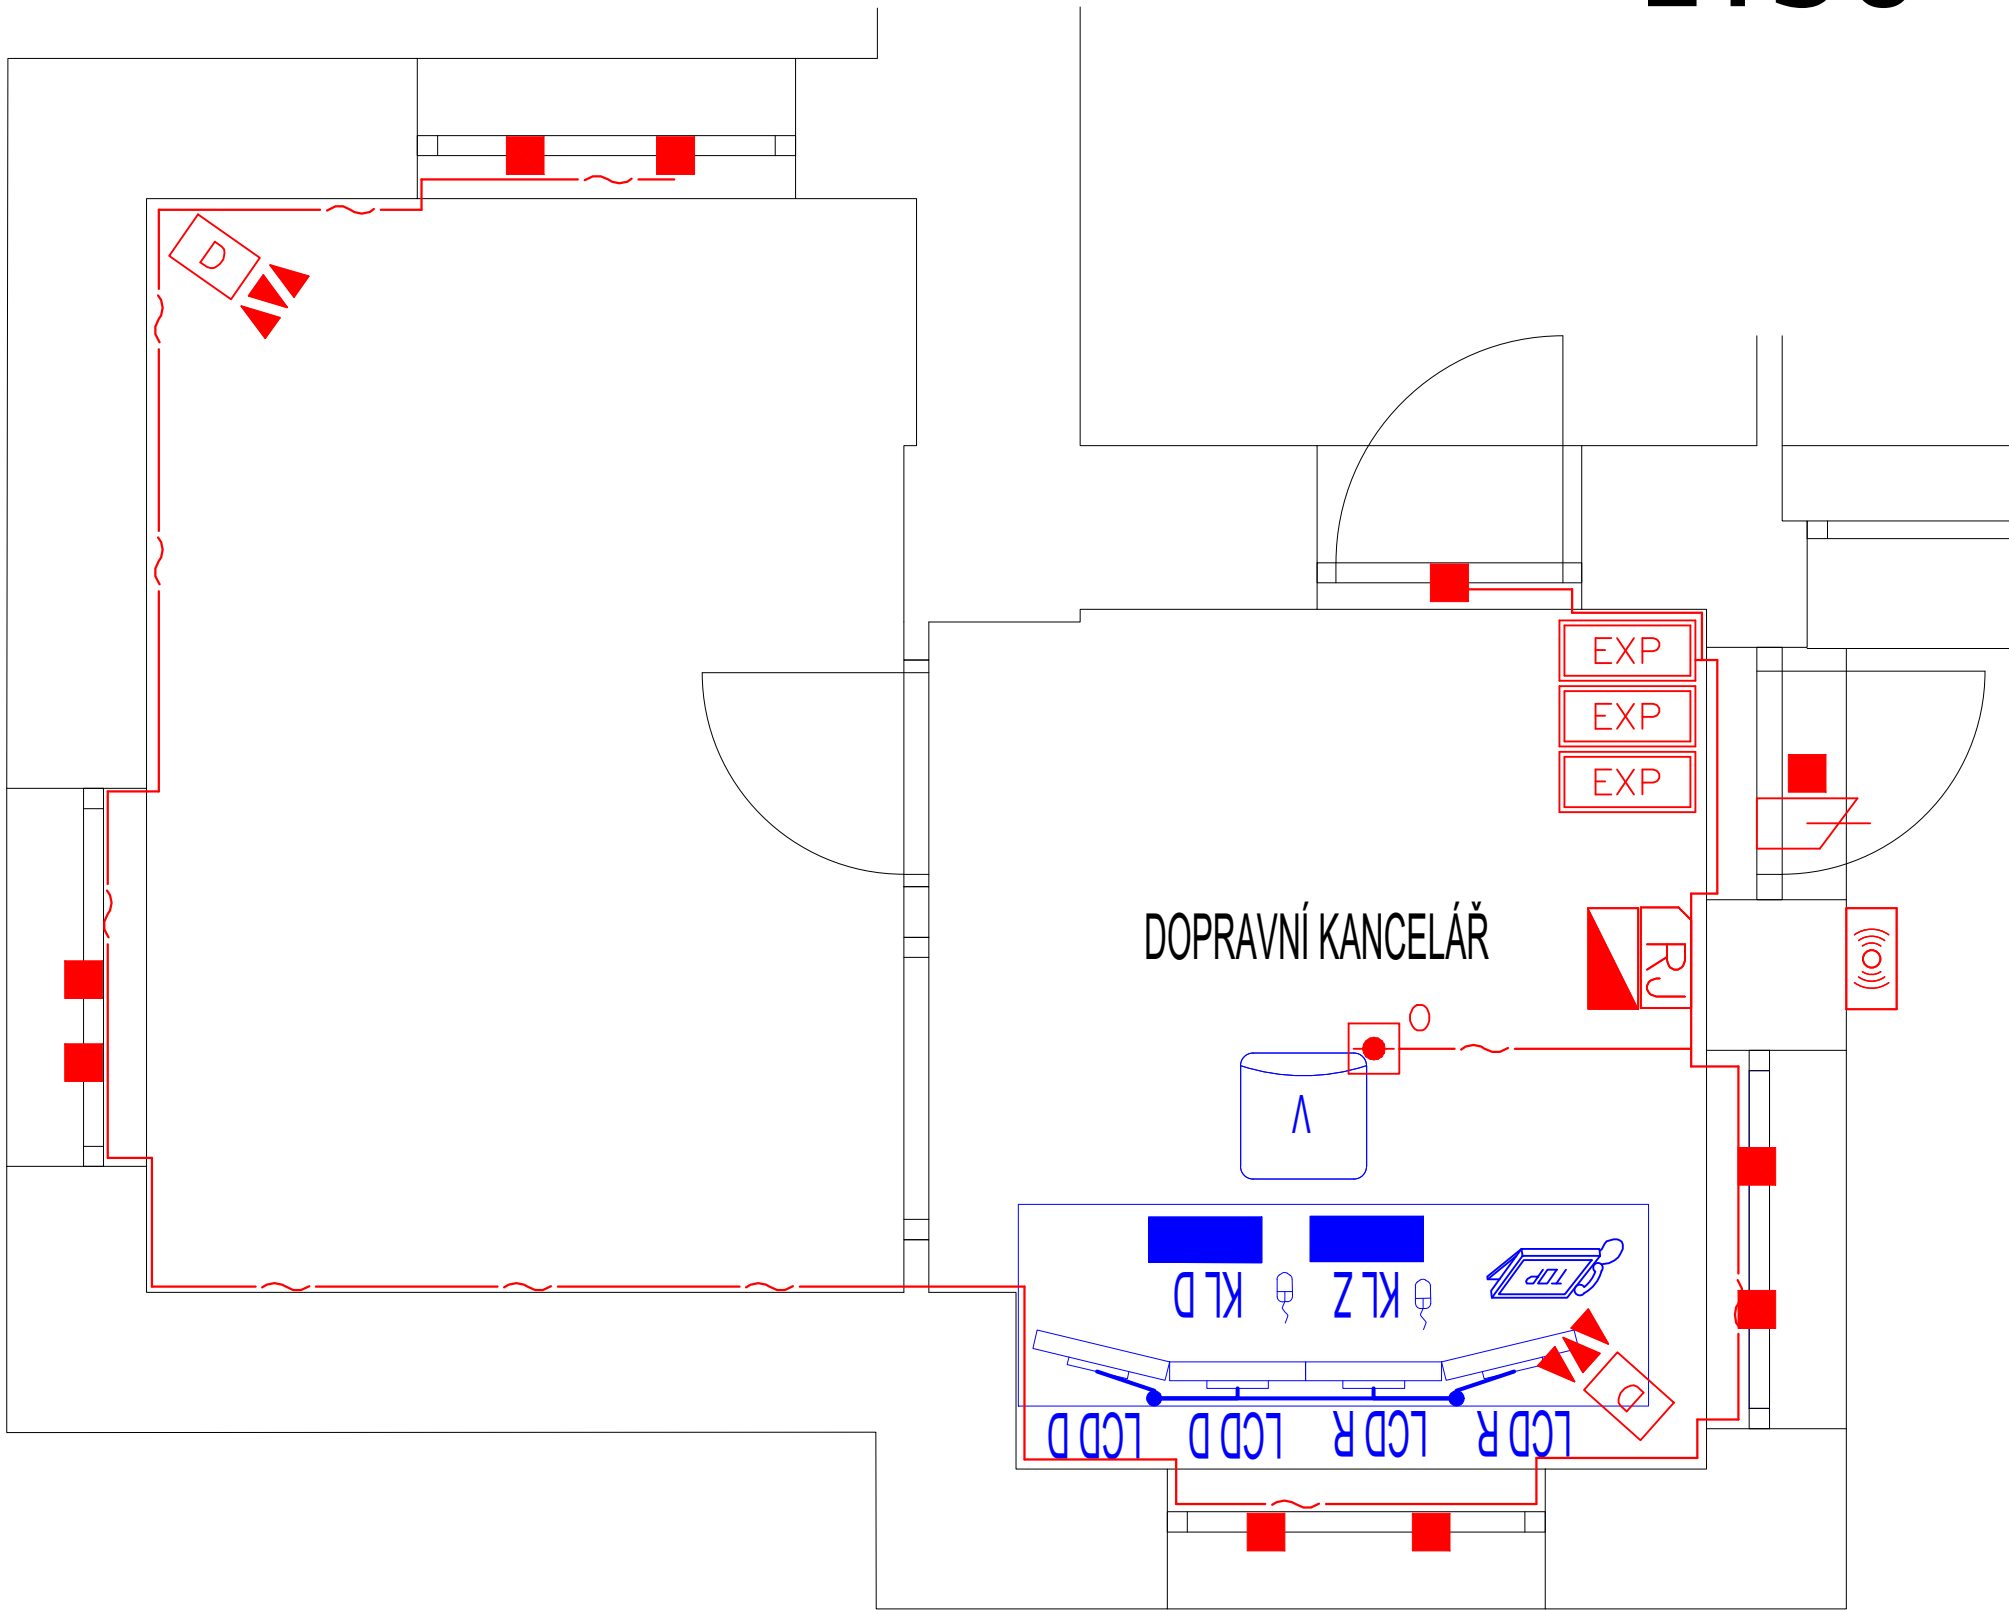 D
EXP
EXP
EXP
DOPRAVNÍ KANCELÁŘ
RJ
O
V
KL D
KL Z
TOP
D
LCD D
LCD D
LCD R
LCD R